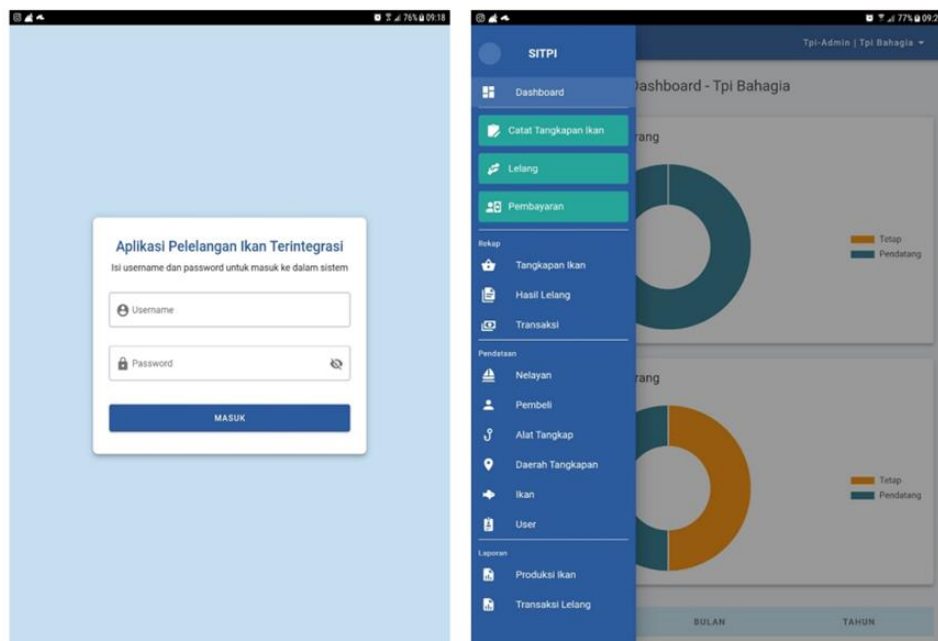 76% 09:18
Aplikasi Pelelangan Ikan Terintegrasi
Isi username dan password untuk masuk ke dalam sistem
Username
Password
MASUK
77% 09:2
SITPI
Tpi-Admin | Tpi Bahagia
Dashboard
Dashboard - Tpi Bahagia
Catat Tangkapan Ikan
rang
Lelang
Pembayaran
Rekap
Tangkapan Ikan
Hasil Lelang
Transaksi
Tetap
Pendatang
Pendataan
Nelayan
Pembeli
Alat Tangkap
Daerah Tangkapan
Ikan
User
rang
Tetap
Pendatang
Laporan
Produksi Ikan
Transaksi Lelang
BULAN
TAHUN